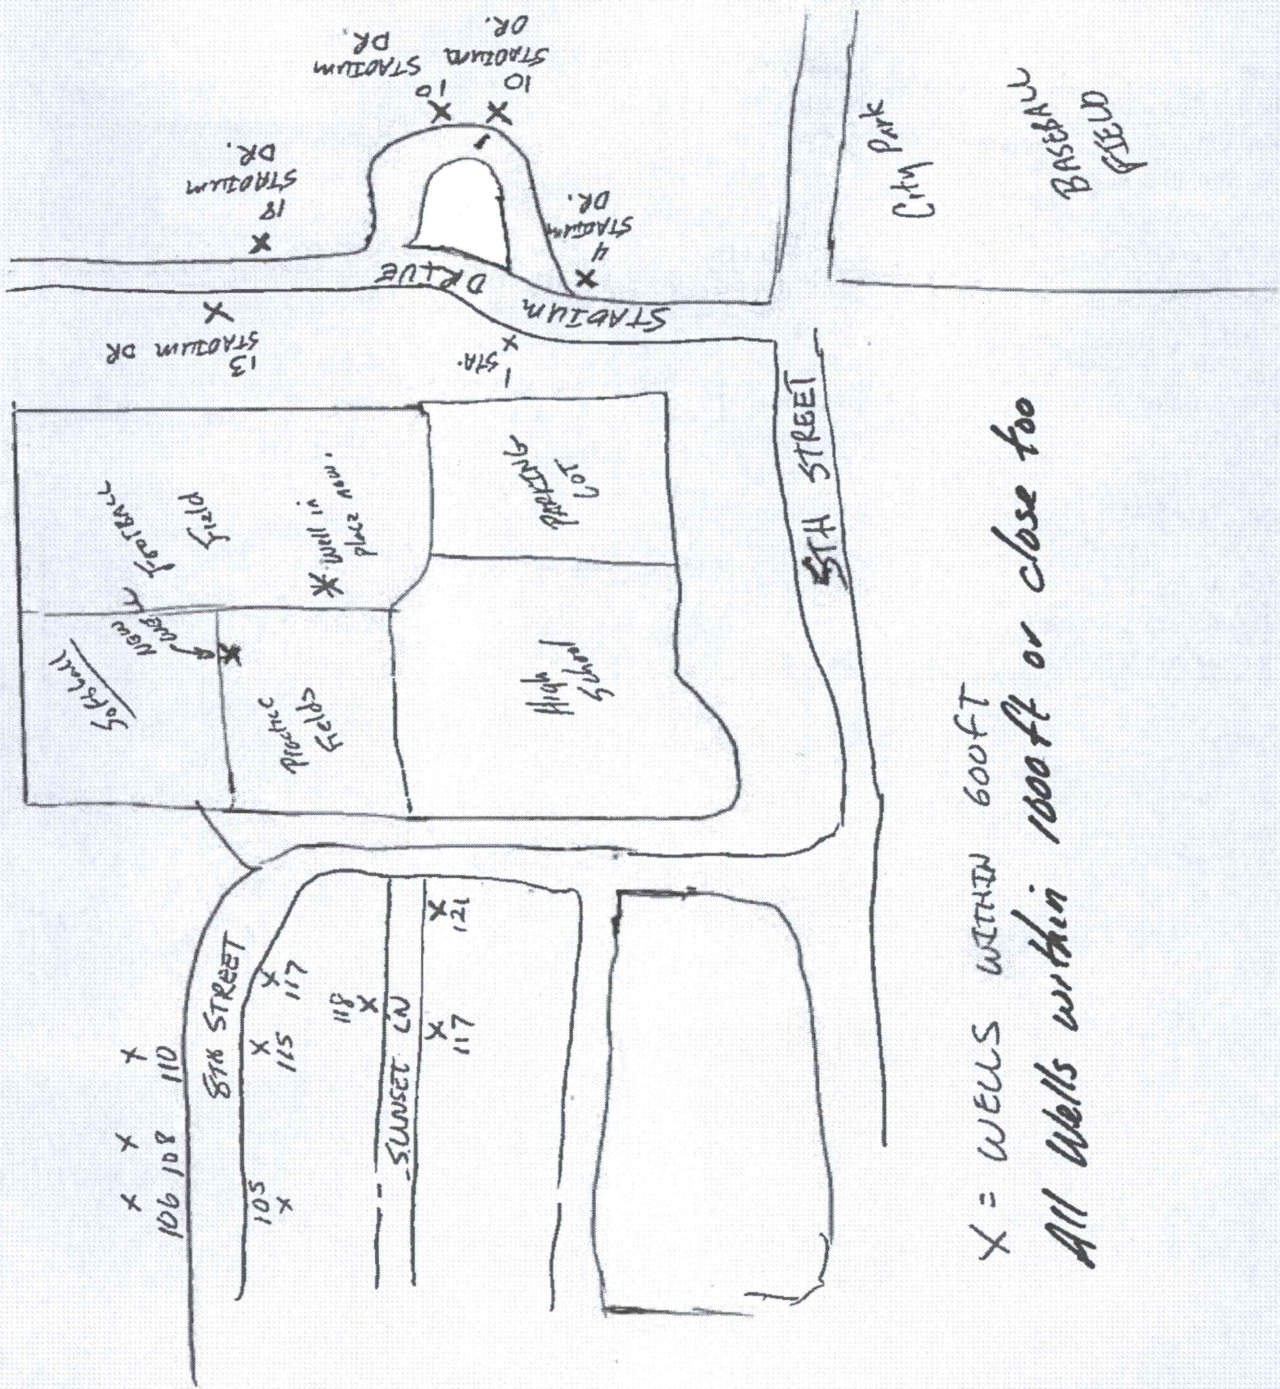 10
STADIUM
DR.
10
STADIUM
DR.
18
STADIUM
DR.
4
STADIUM
DR.
STADIUM DRIVE
13
STADIUM DR
1 STA.
City Park
BASEBALL
FIELD
FOOTBALL
Field
Well in
place now.
PARKING
LOT
5TH STREET
NEW
WELL
Softball
Practice
Fields
High
School
8TH STREET
SUNSET LN
121
117
118
117
115
110
108
106
105
X = WELLS WITHIN 600FT
All Wells within 1000ft or close too